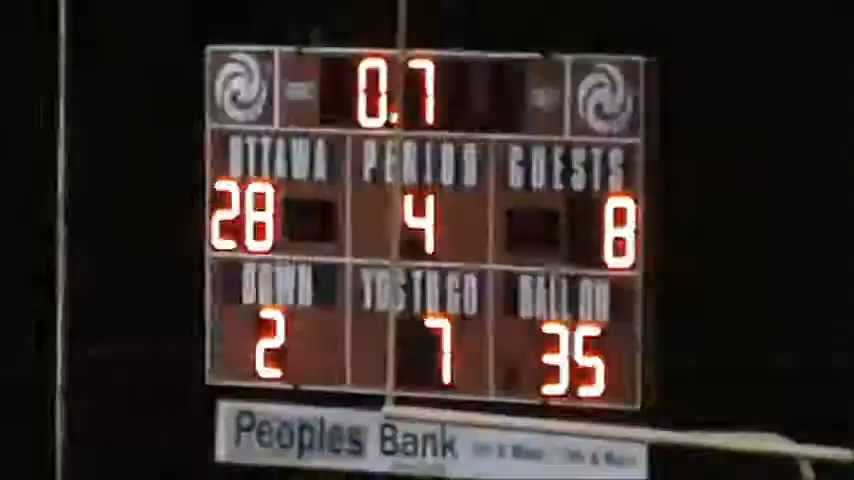 0.7
OTTAWA PERIOD GUESTS
28 4 8
DOWN YDS TO GO BALL ON
2 7 35
Peoples Bank